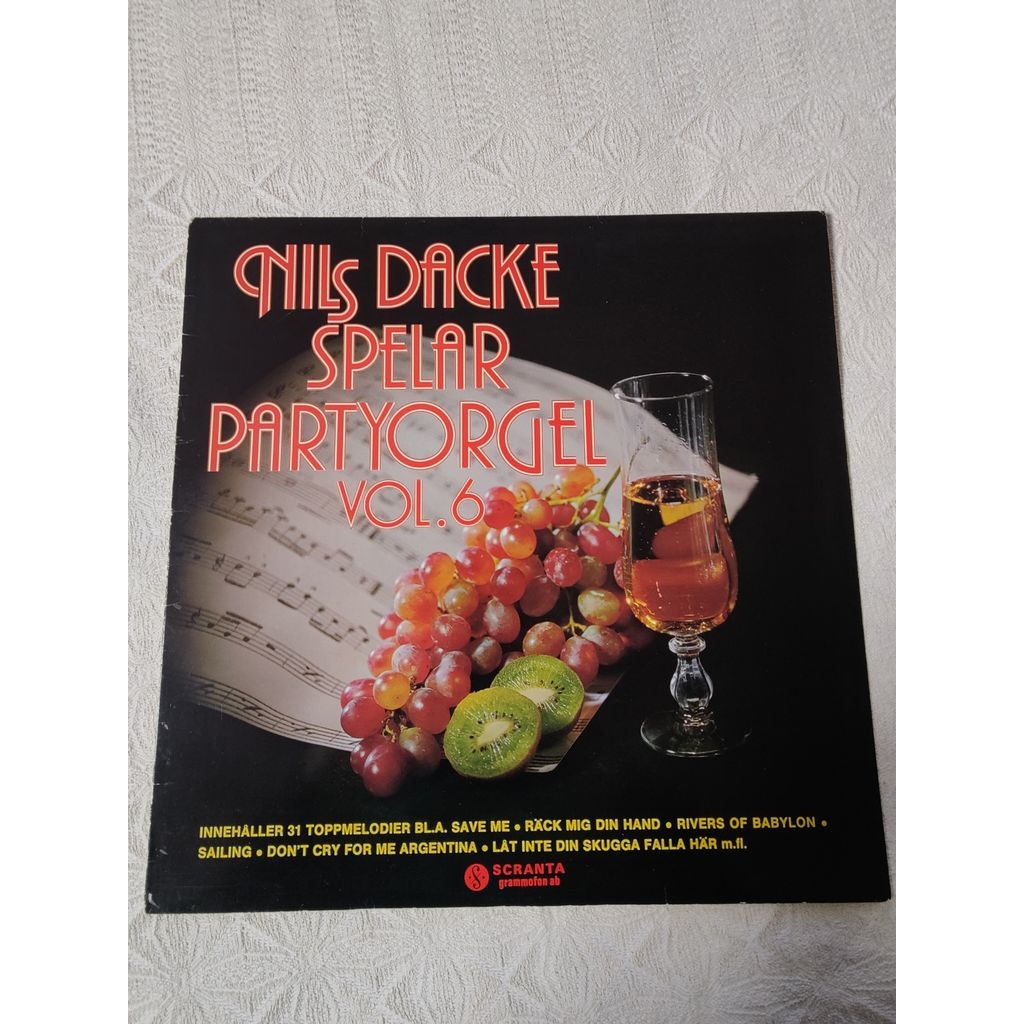 NILS DACKE
SPELAR
PARTYORGEL
VOL. 6
INNEHÅLLER 31 TOPPMELODIER BL.A. SAVE ME • RÄCK MIG DIN HAND • RIVERS OF BABYLON •
SAILING • DON'T CRY FOR ME ARGENTINA • LÅT INTE DIN SKUGGA FALLA HÄR m.fl.
SCRANTA
grammofon ab